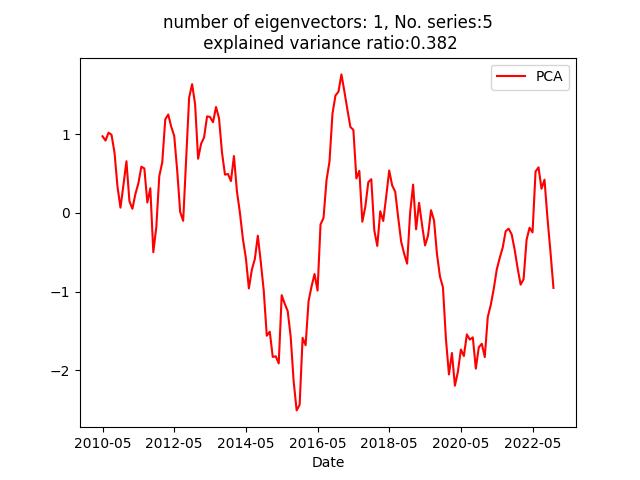 number of eigenvectors: 1, No. series:5
explained variance ratio:0.382
PCA
1
0
−1
−2
2010-05 2012-05 2014-05 2016-05 2018-05 2020-05 2022-05
Date